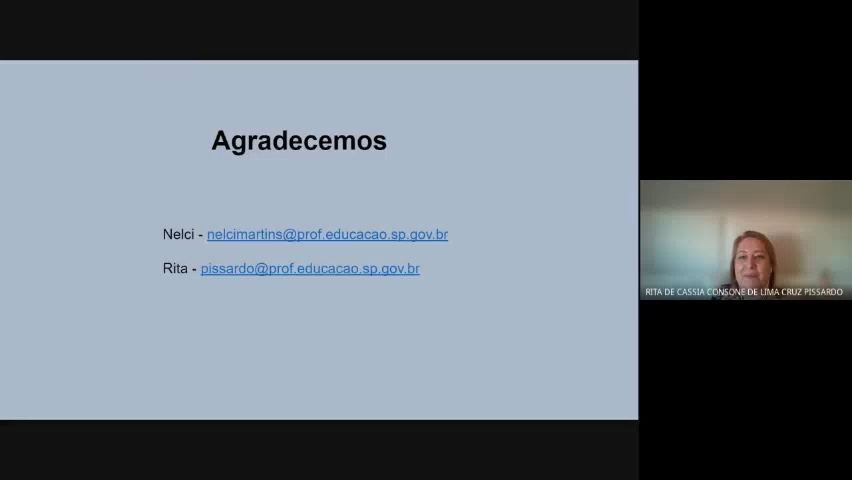 Agradecemos
Nelci - nelcimartins@prof.educacao.sp.gov.br
Rita - pissardo@prof.educacao.sp.gov.br
RITA DE CASSIA CONSONE DE LIMA CRUZ PISSARDO